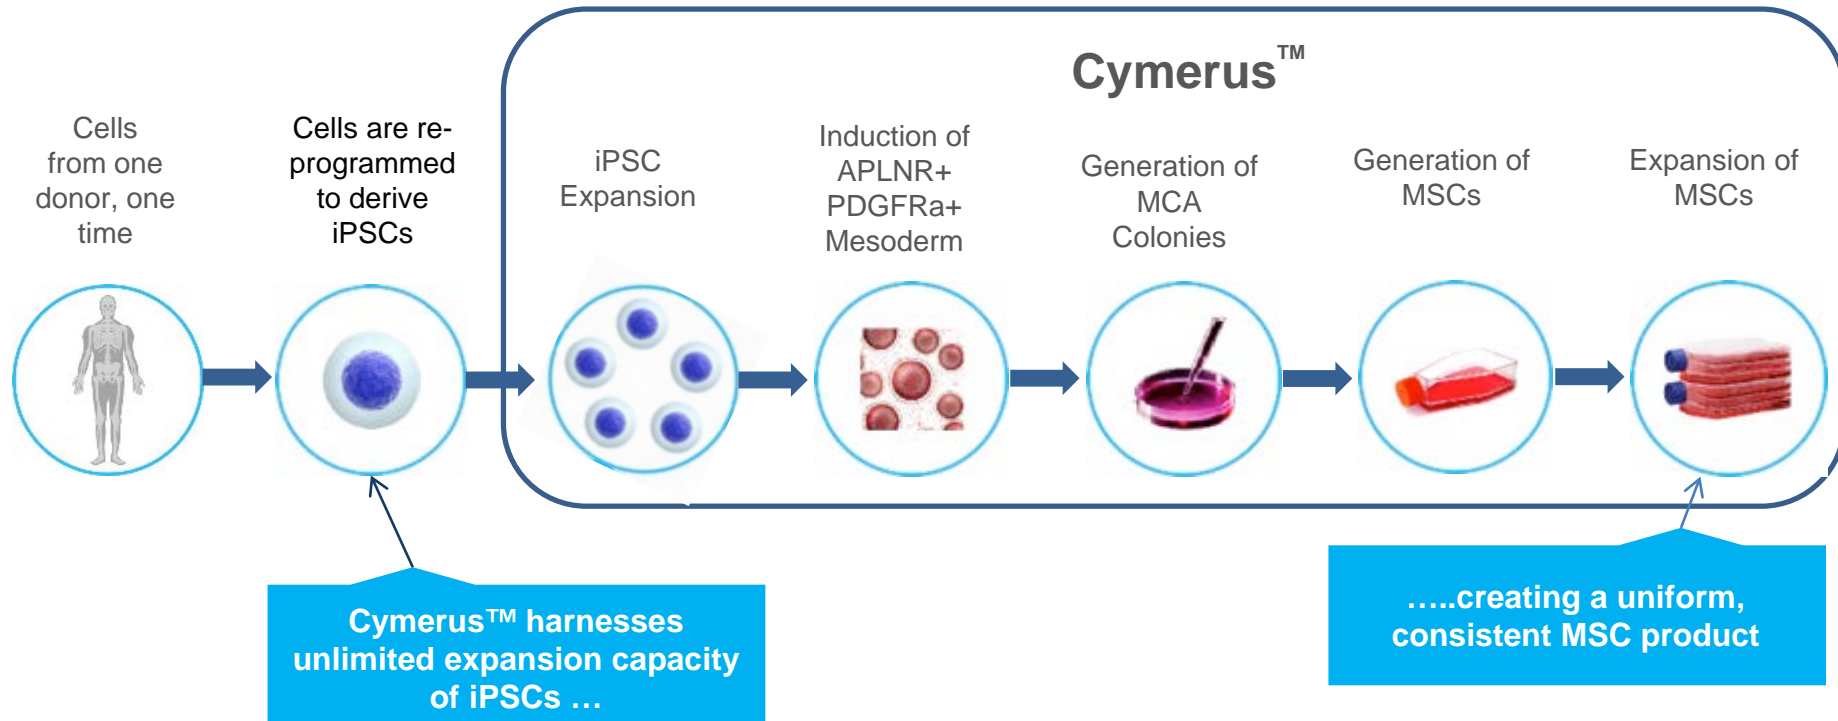 Cymerus™
Cells
from one
donor, one
time
Cells are re-
programmed
to derive
iPSCs
iPSC
Expansion
Induction of
APLNR+
PDGFRa+
Mesoderm
Generation of
MCA
Colonies
Generation of
MSCs
Expansion of
MSCs
Cymerus™ harnesses
unlimited expansion capacity
of iPSCs …
…..creating a uniform,
consistent MSC product